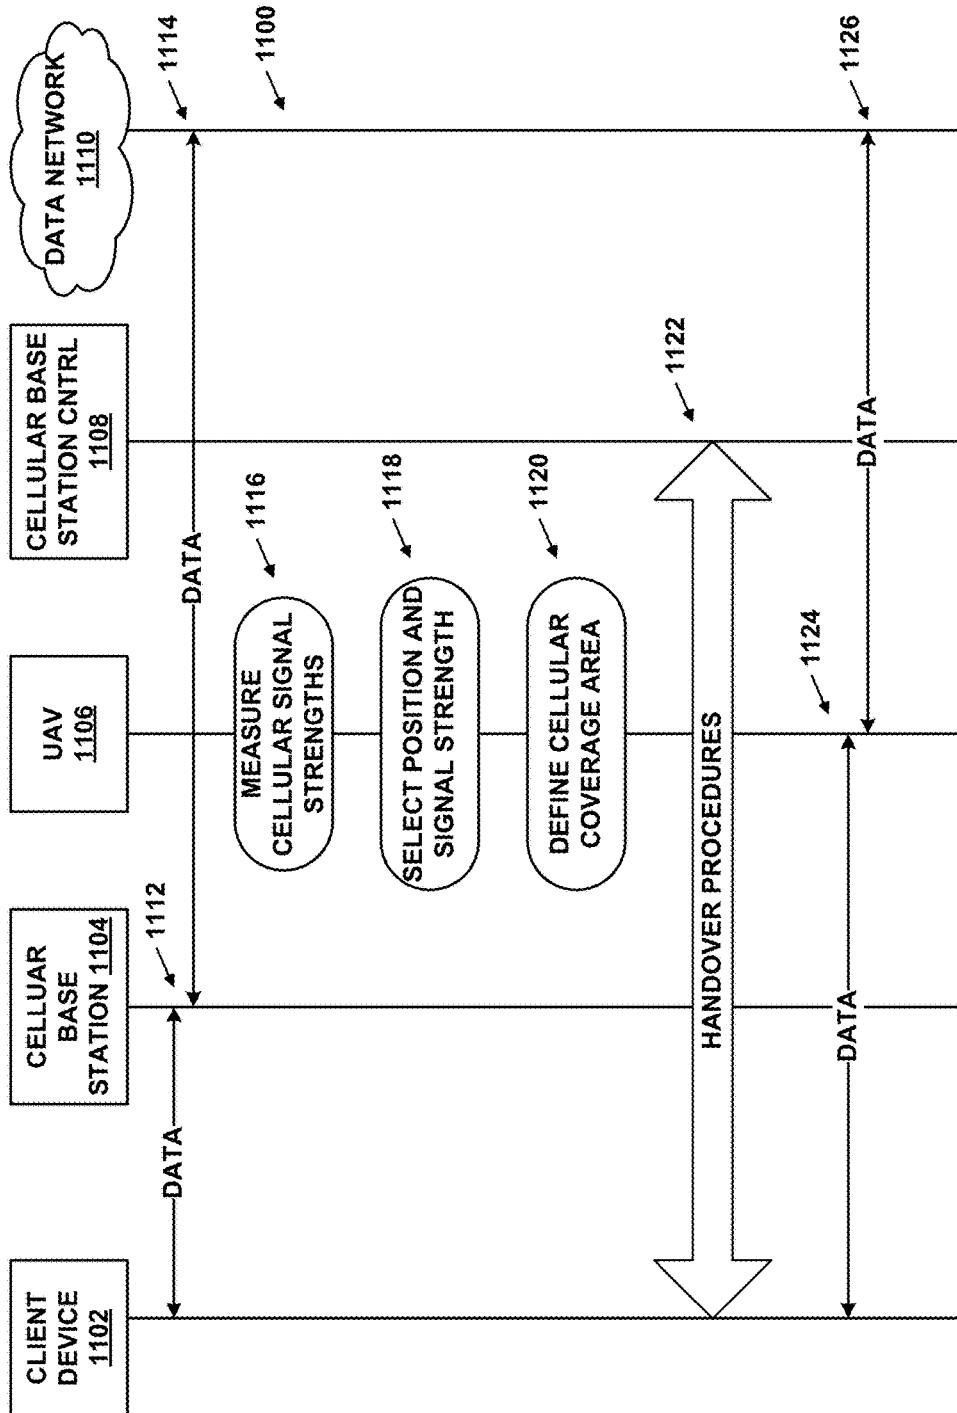 CLIENT
DEVICE
1102
CELLUAR
BASE
STATION 1104
UAV
1106
CELLULAR BASE
STATION CNTRL
1108
DATA NETWORK
1110
1112
1114
DATA
DATA
1100
MEASURE
CELLULAR SIGNAL
STRENGTHS
1116
SELECT POSITION AND
SIGNAL STRENGTH
1118
DEFINE CELLULAR
COVERAGE AREA
1120
HANDOVER PROCEDURES
1122
DATA
1124
DATA
1126